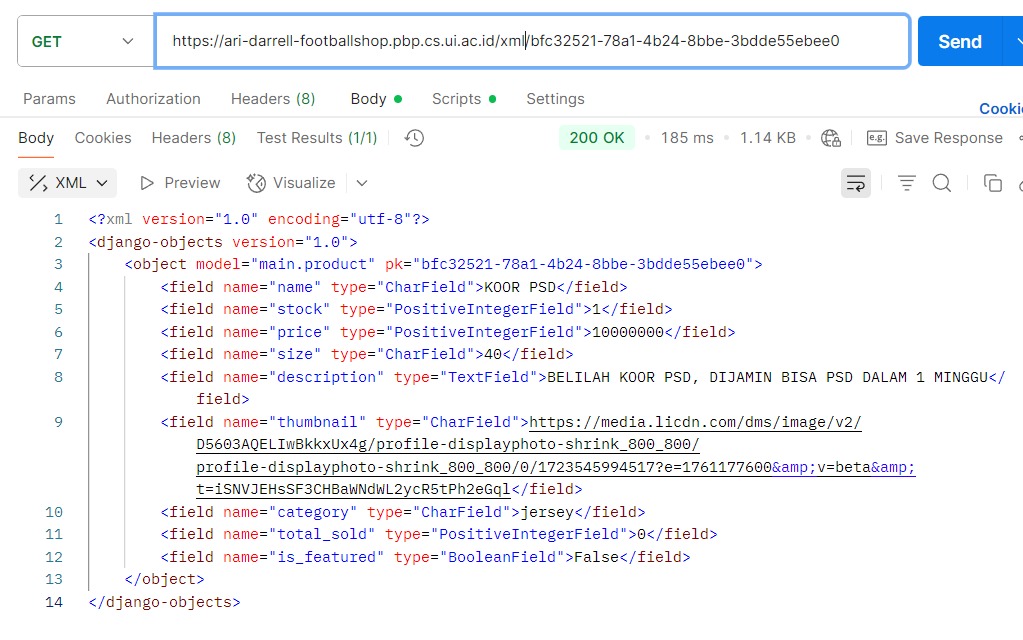 GET https://ari-darrell-footballshop.pbp.cs.ui.ac.id/xml/bfc32521-78a1-4b24-8bbe-3bdde55ebee0 Send
Params Authorization Headers (8) Body Scripts Settings
Cooki
Body Cookies Headers (8) Test Results (1/1) 200 OK 185 ms 1.14 KB e.g. Save Response
XML Preview Visualize
1 <?xml version="1.0" encoding="utf-8"?>
2 <django-objects version="1.0">
3 <object model="main.product" pk="bfc32521-78a1-4b24-8bbe-3bdde55ebee0">
4 <field name="name" type="CharField">KOOR PSD</field>
5 <field name="stock" type="PositiveIntegerField">1</field>
6 <field name="price" type="PositiveIntegerField">10000000</field>
7 <field name="size" type="CharField">40</field>
8 <field name="description" type="TextField">BELILAH KOOR PSD, DIJAMIN BISA PSD DALAM 1 MINGGU</
field>
9 <field name="thumbnail" type="CharField">https://media.licdn.com/dms/image/v2/
D5603AQELIwBkkxUx4g/profile-displayphoto-shrink_800_800/
profile-displayphoto-shrink_800_800/0/1723545994517?e=1761177600&amp;v=beta&amp;
t=iSNVJEHsSF3CHBaWNdWL2ycR5tPh2eGql</field>
10 <field name="category" type="CharField">jersey</field>
11 <field name="total_sold" type="PositiveIntegerField">0</field>
12 <field name="is_featured" type="BooleanField">False</field>
13 </object>
14 </django-objects>